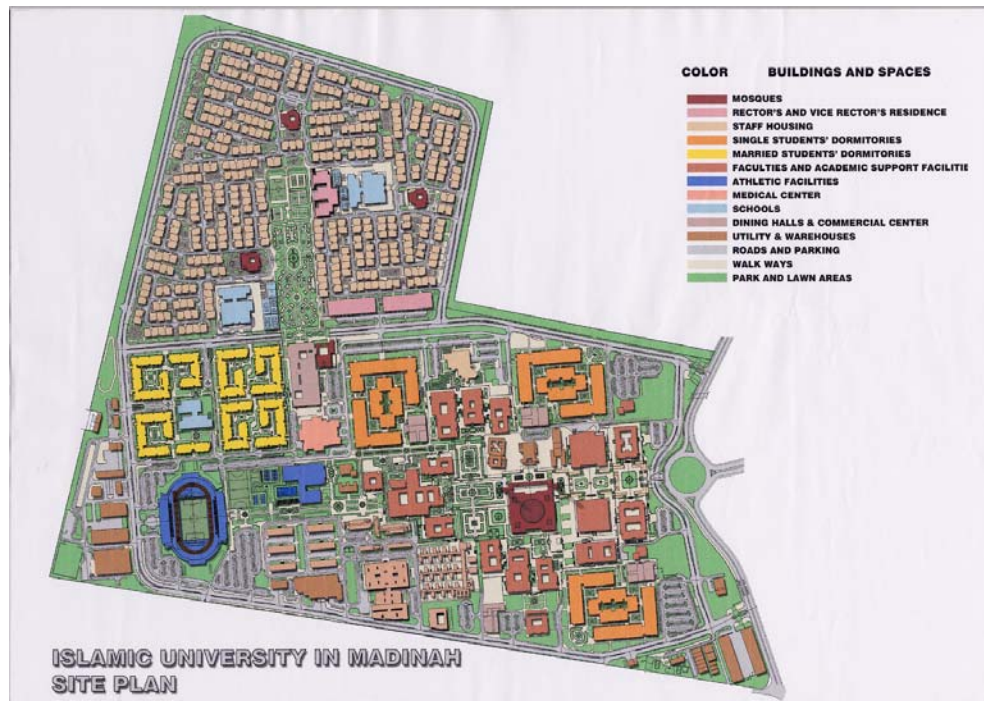 COLOR BUILDINGS AND SPACES
MOSQUES
RECTOR'S AND VICE RECTOR'S RESIDENCE
STAFF HOUSING
SINGLE STUDENTS' DORMITORIES
MARRIED STUDENTS' DORMITORIES
FACULTIES AND ACADEMIC SUPPORT FACILITIE
ATHLETIC FACILITIES
MEDICAL CENTER
SCHOOLS
DINING HALLS & COMMERCIAL CENTER
UTILITY & WAREHOUSES
ROADS AND PARKING
WALK WAYS
PARK AND LAWN AREAS
ISLAMIC UNIVERSITY IN MADINAH
SITE PLAN